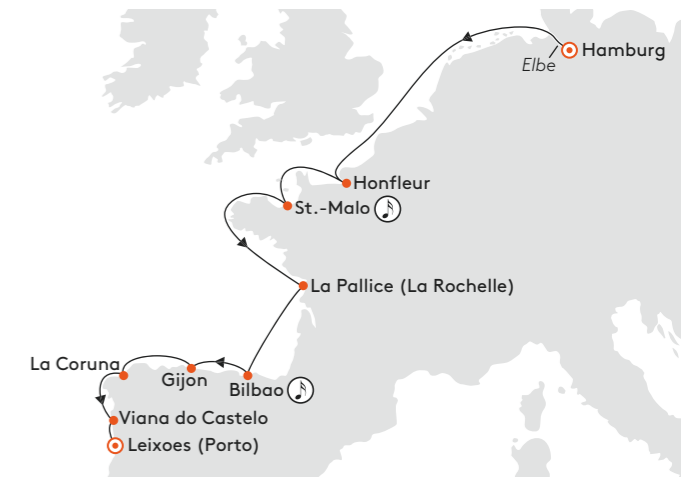 Hamburg
Elbe
Honfleur
St.-Malo
La Pallice (La Rochelle)
La Coruna
Gijon
Bilbao
Viana do Castelo
Leixoes (Porto)